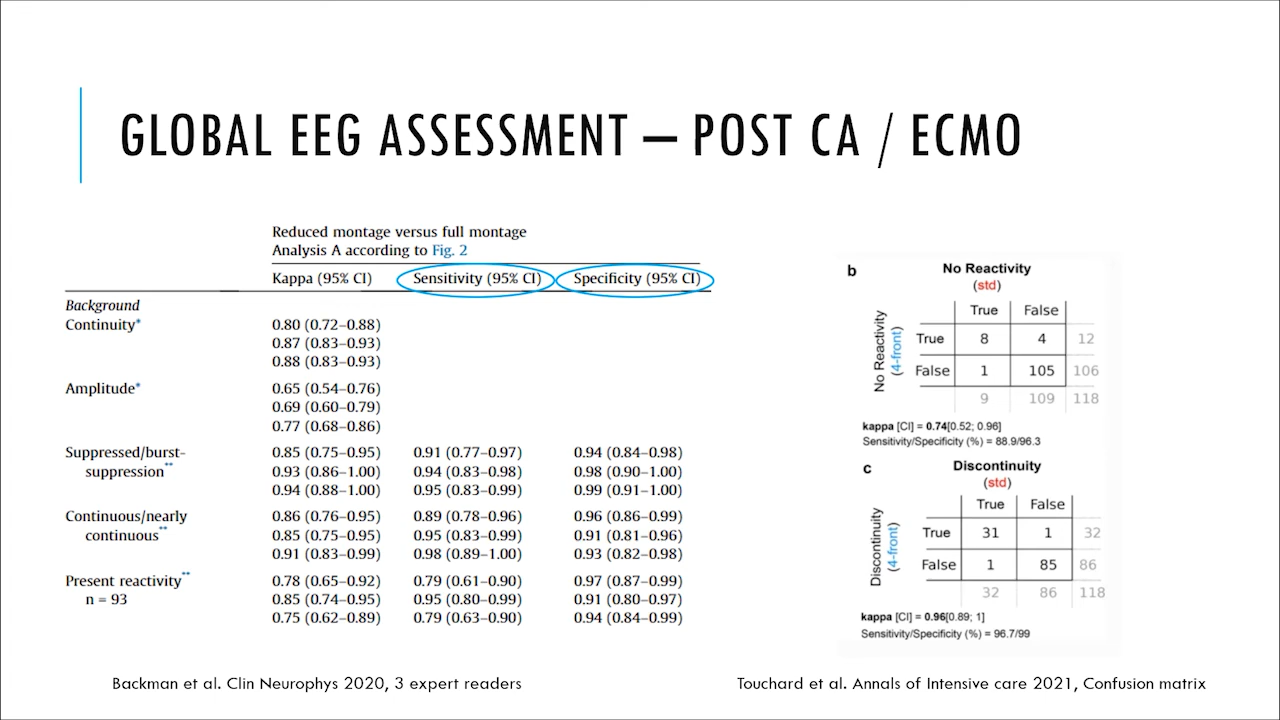 GLOBAL EEG ASSESSMENT – POST CA / ECMO
Reduced montage versus full montage
Analysis A according to Fig. 2
Kappa (95% CI) Sensitivity (95% CI) Specificity (95% CI)
Background
Continuity*
0.80 (0.72–0.88)
0.87 (0.83–0.93)
0.88 (0.83–0.93)
Amplitude*
0.65 (0.54–0.76)
0.69 (0.60–0.79)
0.77 (0.68–0.86)
Suppressed/burst- 0.85 (0.75–0.95) 0.91 (0.77–0.97) 0.94 (0.84–0.98)
suppression** 0.93 (0.86–1.00) 0.94 (0.83–0.98) 0.98 (0.90–1.00)
0.94 (0.88–1.00) 0.95 (0.83–0.99) 0.99 (0.91–1.00)
Continuous/nearly 0.86 (0.76–0.95) 0.89 (0.78–0.96) 0.96 (0.86–0.99)
continuous** 0.85 (0.75–0.95) 0.95 (0.83–0.99) 0.91 (0.81–0.96)
0.91 (0.83–0.99) 0.98 (0.89–1.00) 0.93 (0.82–0.98)
Present reactivity** 0.78 (0.65–0.92) 0.79 (0.61–0.90) 0.97 (0.87–0.99)
n = 93 0.85 (0.74–0.95) 0.95 (0.80–0.99) 0.91 (0.80–0.97)
0.75 (0.62–0.89) 0.79 (0.63–0.90) 0.94 (0.84–0.99)
b No Reactivity
(std)
True False
No Reactivity
(4-front)
True 8 4 12
False 1 105 106
9 109 118
kappa [CI] = 0.74[0.52; 0.96]
Sensitivity/Specificity (%) = 88.9/96.3
c Discontinuity
(std)
True False
Discontinuity
(4-front)
True 31 1 32
False 1 85 86
32 86 118
kappa [CI] = 0.96[0.89; 1]
Sensitivity/Specificity (%) = 96.7/99
Backman et al. Clin Neurophys 2020, 3 expert readers
Touchard et al. Annals of Intensive care 2021, Confusion matrix